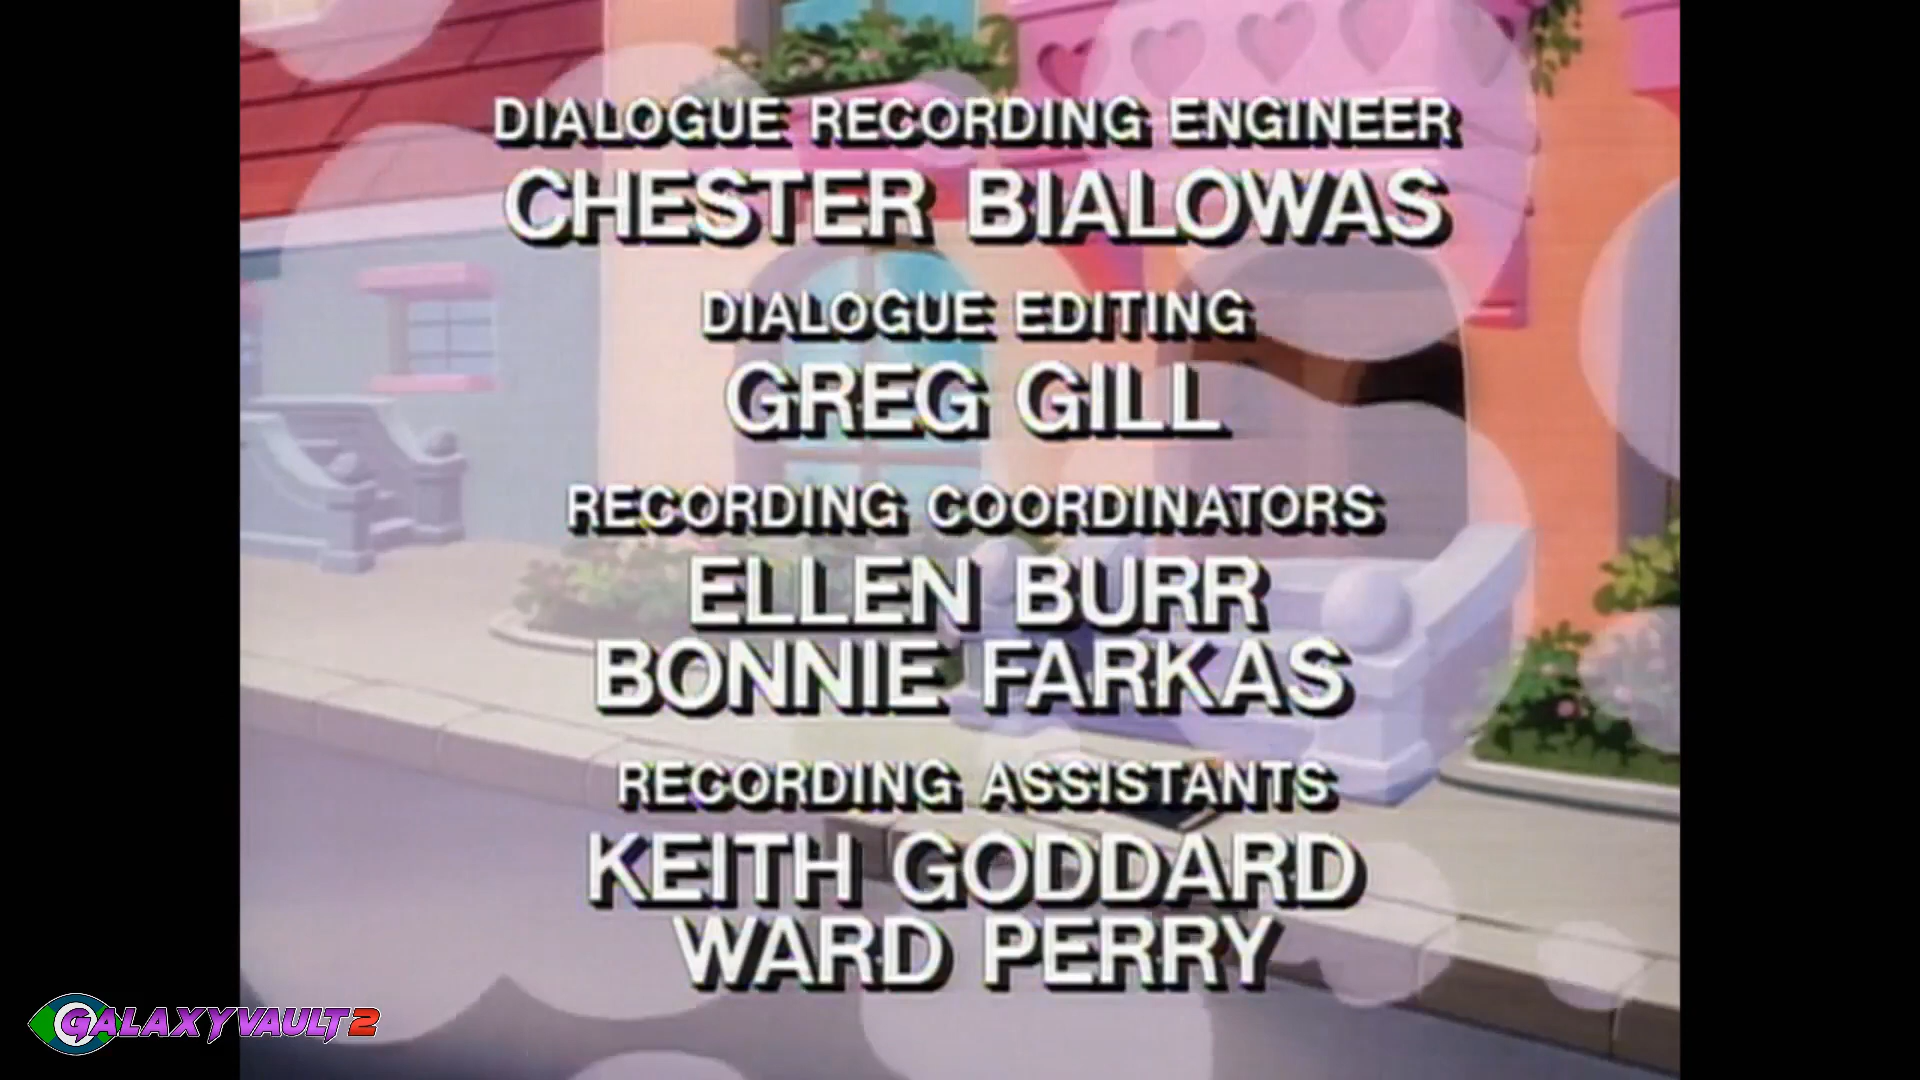 DIALOGUE RECORDING ENGINEER
CHESTER BIALOWAS
DIALOGUE EDITING
GREG GILL
RECORDING COORDINATORS
ELLEN BURR
BONNIE FARKAS
RECORDING ASSISTANTS
KEITH GODDARD
WARD PERRY
GALAXYVAULT2